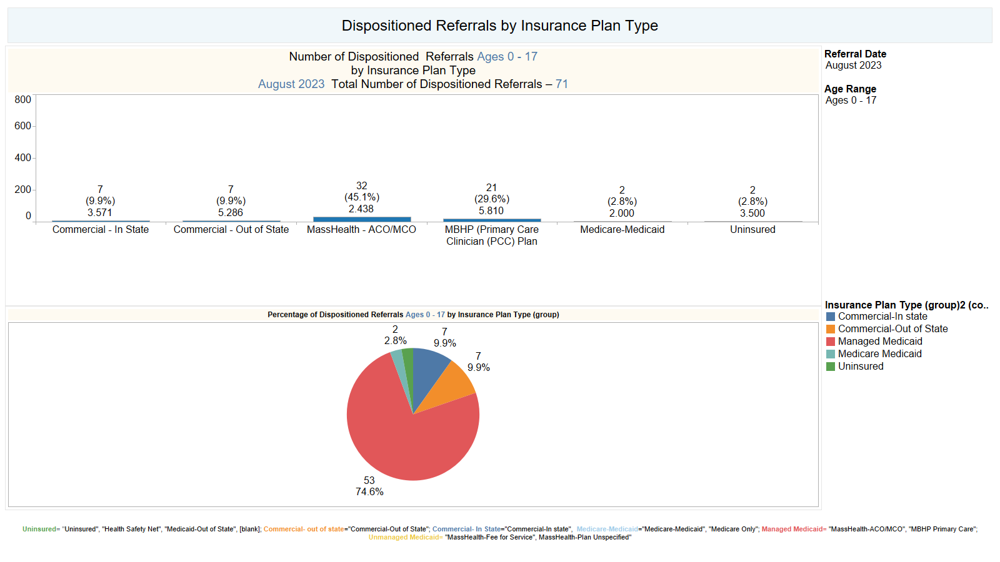 Dispositioned Referrals by Insurance Plan Type
Number of Dispositioned  Referrals Ages 0 - 17
by Insurance Plan Type
August 2023  Total Number of Dispositioned Referrals – 71
Referral Date
August 2023
Age Range
Ages 0 - 17
800
600
400
200
0
7
(9.9%)
3.571
7
(9.9%)
5.286
32
(45.1%)
2.438
21
(29.6%)
5.810
2
(2.8%)
2.000
2
(2.8%)
3.500
Commercial - In State
Commercial - Out of State
MassHealth - ACO/MCO
MBHP (Primary Care
Clinician (PCC) Plan
Medicare-Medicaid
Uninsured
Percentage of Dispositioned Referrals Ages 0 - 17 by Insurance Plan Type (group)
2
2.8%
7
9.9%
7
9.9%
53
74.6%
Insurance Plan Type (group)2 (co..
Commercial-In state
Commercial-Out of State
Managed Medicaid
Medicare Medicaid
Uninsured
Uninsured= "Uninsured", "Health Safety Net", "Medicaid-Out of State", [blank]; Commercial- out of state="Commercial-Out of State"; Commercial- In State="Commercial-In state",  Medicare-Medicaid="Medicare-Medicaid", "Medicare Only"; Managed Medicaid= "MassHealth-ACO/MCO", "MBHP Primary Care";
Unmanaged Medicaid= "MassHealth-Fee for Service", MassHealth-Plan Unspecified"